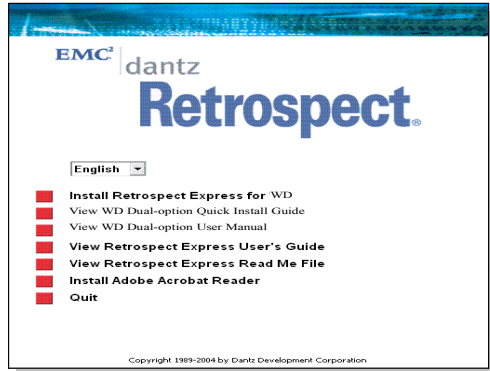 EMC²
dantz
Retrospect®
English
Install Retrospect Express for WD
View WD Dual-option Quick Install Guide
View WD Dual-option User Manual
View Retrospect Express User's Guide
View Retrospect Express Read Me File
Install Adobe Acrobat Reader
Quit
Copyright 1989-2004 by Dantz Development Corporation